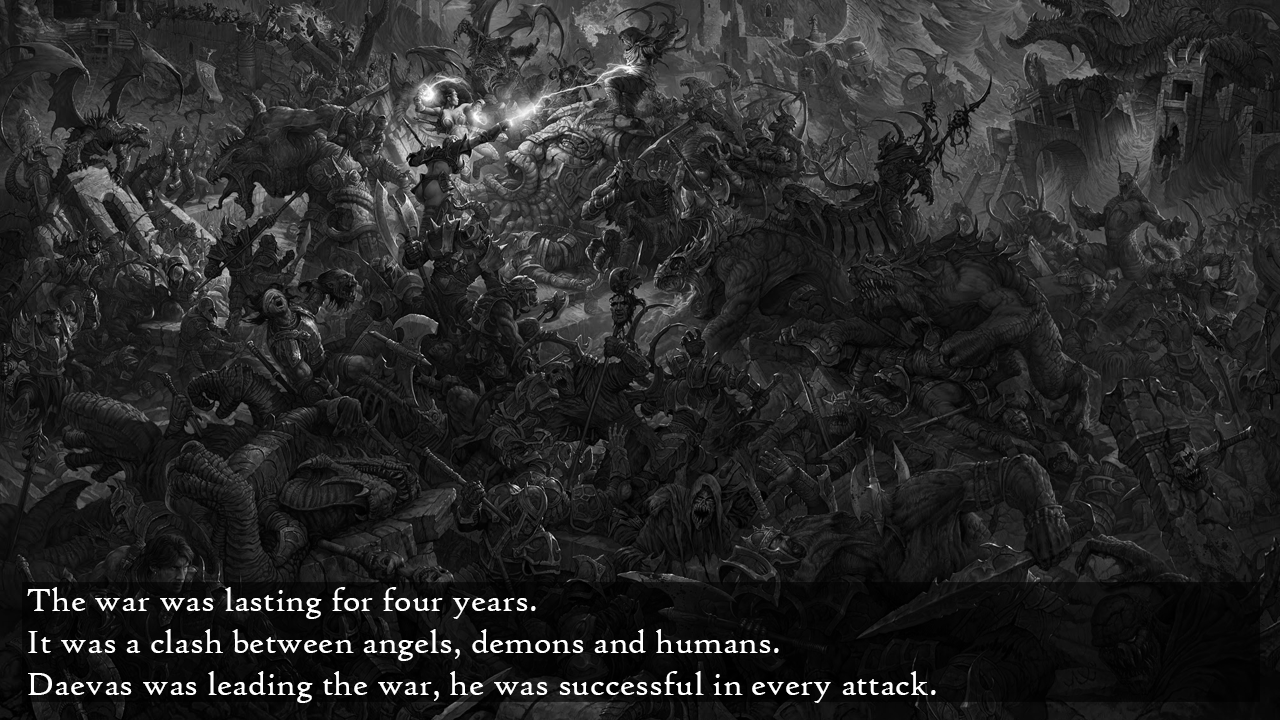 The war was lasting for four years.
It was a clash between angels, demons and humans.
Daevas was leading the war, he was successful in every attack.